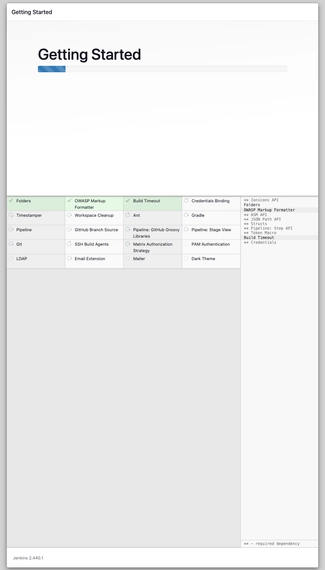 Getting Started
Getting Started
Folders
OWASP Markup Formatter
Build Timeout
Credentials Binding
Timestamper
Workspace Cleanup
Ant
Gradle
Pipeline
GitHub Branch Source
Pipeline: GitHub Groovy Libraries
Pipeline: Stage View
Git
SSH Build Agents
Matrix Authorization Strategy
PAM Authentication
LDAP
Email Extension
Mailer
Dark Theme
** Ionicons API
Folders
OWASP Markup Formatter
** ASM API
** JSON Path API
** Structs
** Pipeline: Step API
** Token Macro
Build Timeout
** Credentials
** - required dependency
Jenkins 2.440.1